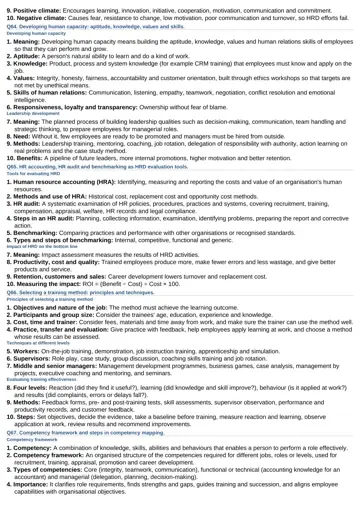 9. Positive climate: Encourages learning, innovation, initiative, cooperation, motivation, communication and commitment.
10. Negative climate: Causes fear, resistance to change, low motivation, poor communication and turnover, so HRD efforts fail.
Q64. Developing human capacity: aptitude, knowledge, values and skills.
Developing human capacity
1. Meaning: Developing human capacity means building the aptitude, knowledge, values and human relations skills of employees
so that they can perform and grow.
2. Aptitude: A person's natural ability to learn and to do a kind of work.
3. Knowledge: Product, process and system knowledge (for example CRM training) that employees must know and apply on the
job.
4. Values: Integrity, honesty, fairness, accountability and customer orientation, built through ethics workshops so that targets are
not met by unethical means.
5. Skills of human relations: Communication, listening, empathy, teamwork, negotiation, conflict resolution and emotional
intelligence.
6. Responsiveness, loyalty and transparency: Ownership without fear of blame.
Leadership development
7. Meaning: The planned process of building leadership qualities such as decision-making, communication, team handling and
strategic thinking, to prepare employees for managerial roles.
8. Need: Without it, few employees are ready to be promoted and managers must be hired from outside.
9. Methods: Leadership training, mentoring, coaching, job rotation, delegation of responsibility with authority, action learning on
real problems and the case study method.
10. Benefits: A pipeline of future leaders, more internal promotions, higher motivation and better retention.
Q65. HR accounting, HR audit and benchmarking as HRD evaluation tools.
Tools for evaluating HRD
1. Human resource accounting (HRA): Identifying, measuring and reporting the costs and value of an organisation's human
resources.
2. Methods and use of HRA: Historical cost, replacement cost and opportunity cost methods.
3. HR audit: A systematic examination of HR policies, procedures, practices and systems, covering recruitment, training,
compensation, appraisal, welfare, HR records and legal compliance.
4. Steps in HR audit: Planning, collecting information, examination, identifying problems, preparing the report and corrective
action.
5. Benchmarking: Comparing practices and performance with other organisations or recognised standards.
6. Types and steps of benchmarking: Internal, competitive, functional and generic.
Impact of HRD on the bottom line
7. Meaning: Impact assessment measures the results of HRD activities.
8. Productivity, cost and quality: Trained employees produce more, make fewer errors and less wastage, and give better
products and service.
9. Retention, customers and sales: Career development lowers turnover and replacement cost.
10. Measuring the impact: ROI = (Benefit − Cost) ÷ Cost × 100.
Q66. Selecting a training method: principles and techniques.
Principles of selecting a training method
1. Objectives and nature of the job: The method must achieve the learning outcome.
2. Participants and group size: Consider the trainees' age, education, experience and knowledge.
3. Cost, time and trainer: Consider fees, materials and time away from work, and make sure the trainer can use the method well.
4. Practice, transfer and evaluation: Give practice with feedback, help employees apply learning at work, and choose a method
whose results can be assessed.
Techniques at different levels
5. Workers: On-the-job training, demonstration, job instruction training, apprenticeship and simulation.
6. Supervisors: Role play, case study, group discussion, coaching skills training and job rotation.
7. Middle and senior managers: Management development programmes, business games, case analysis, management by
projects, executive coaching and mentoring, and seminars.
Evaluating training effectiveness
8. Four levels: Reaction (did they find it useful?), learning (did knowledge and skill improve?), behaviour (is it applied at work?)
and results (did complaints, errors or delays fall?).
9. Methods: Feedback forms, pre- and post-training tests, skill assessments, supervisor observation, performance and
productivity records, and customer feedback.
10. Steps: Set objectives, decide the evidence, take a baseline before training, measure reaction and learning, observe
application at work, review results and recommend improvements.
Q67. Competency framework and steps in competency mapping.
Competency framework
1. Competency: A combination of knowledge, skills, abilities and behaviours that enables a person to perform a role effectively.
2. Competency framework: An organised structure of the competencies required for different jobs, roles or levels, used for
recruitment, training, appraisal, promotion and career development.
3. Types of competencies: Core (integrity, teamwork, communication), functional or technical (accounting knowledge for an
accountant) and managerial (delegation, planning, decision-making).
4. Importance: It clarifies role requirements, finds strengths and gaps, guides training and succession, and aligns employee
capabilities with organisational objectives.